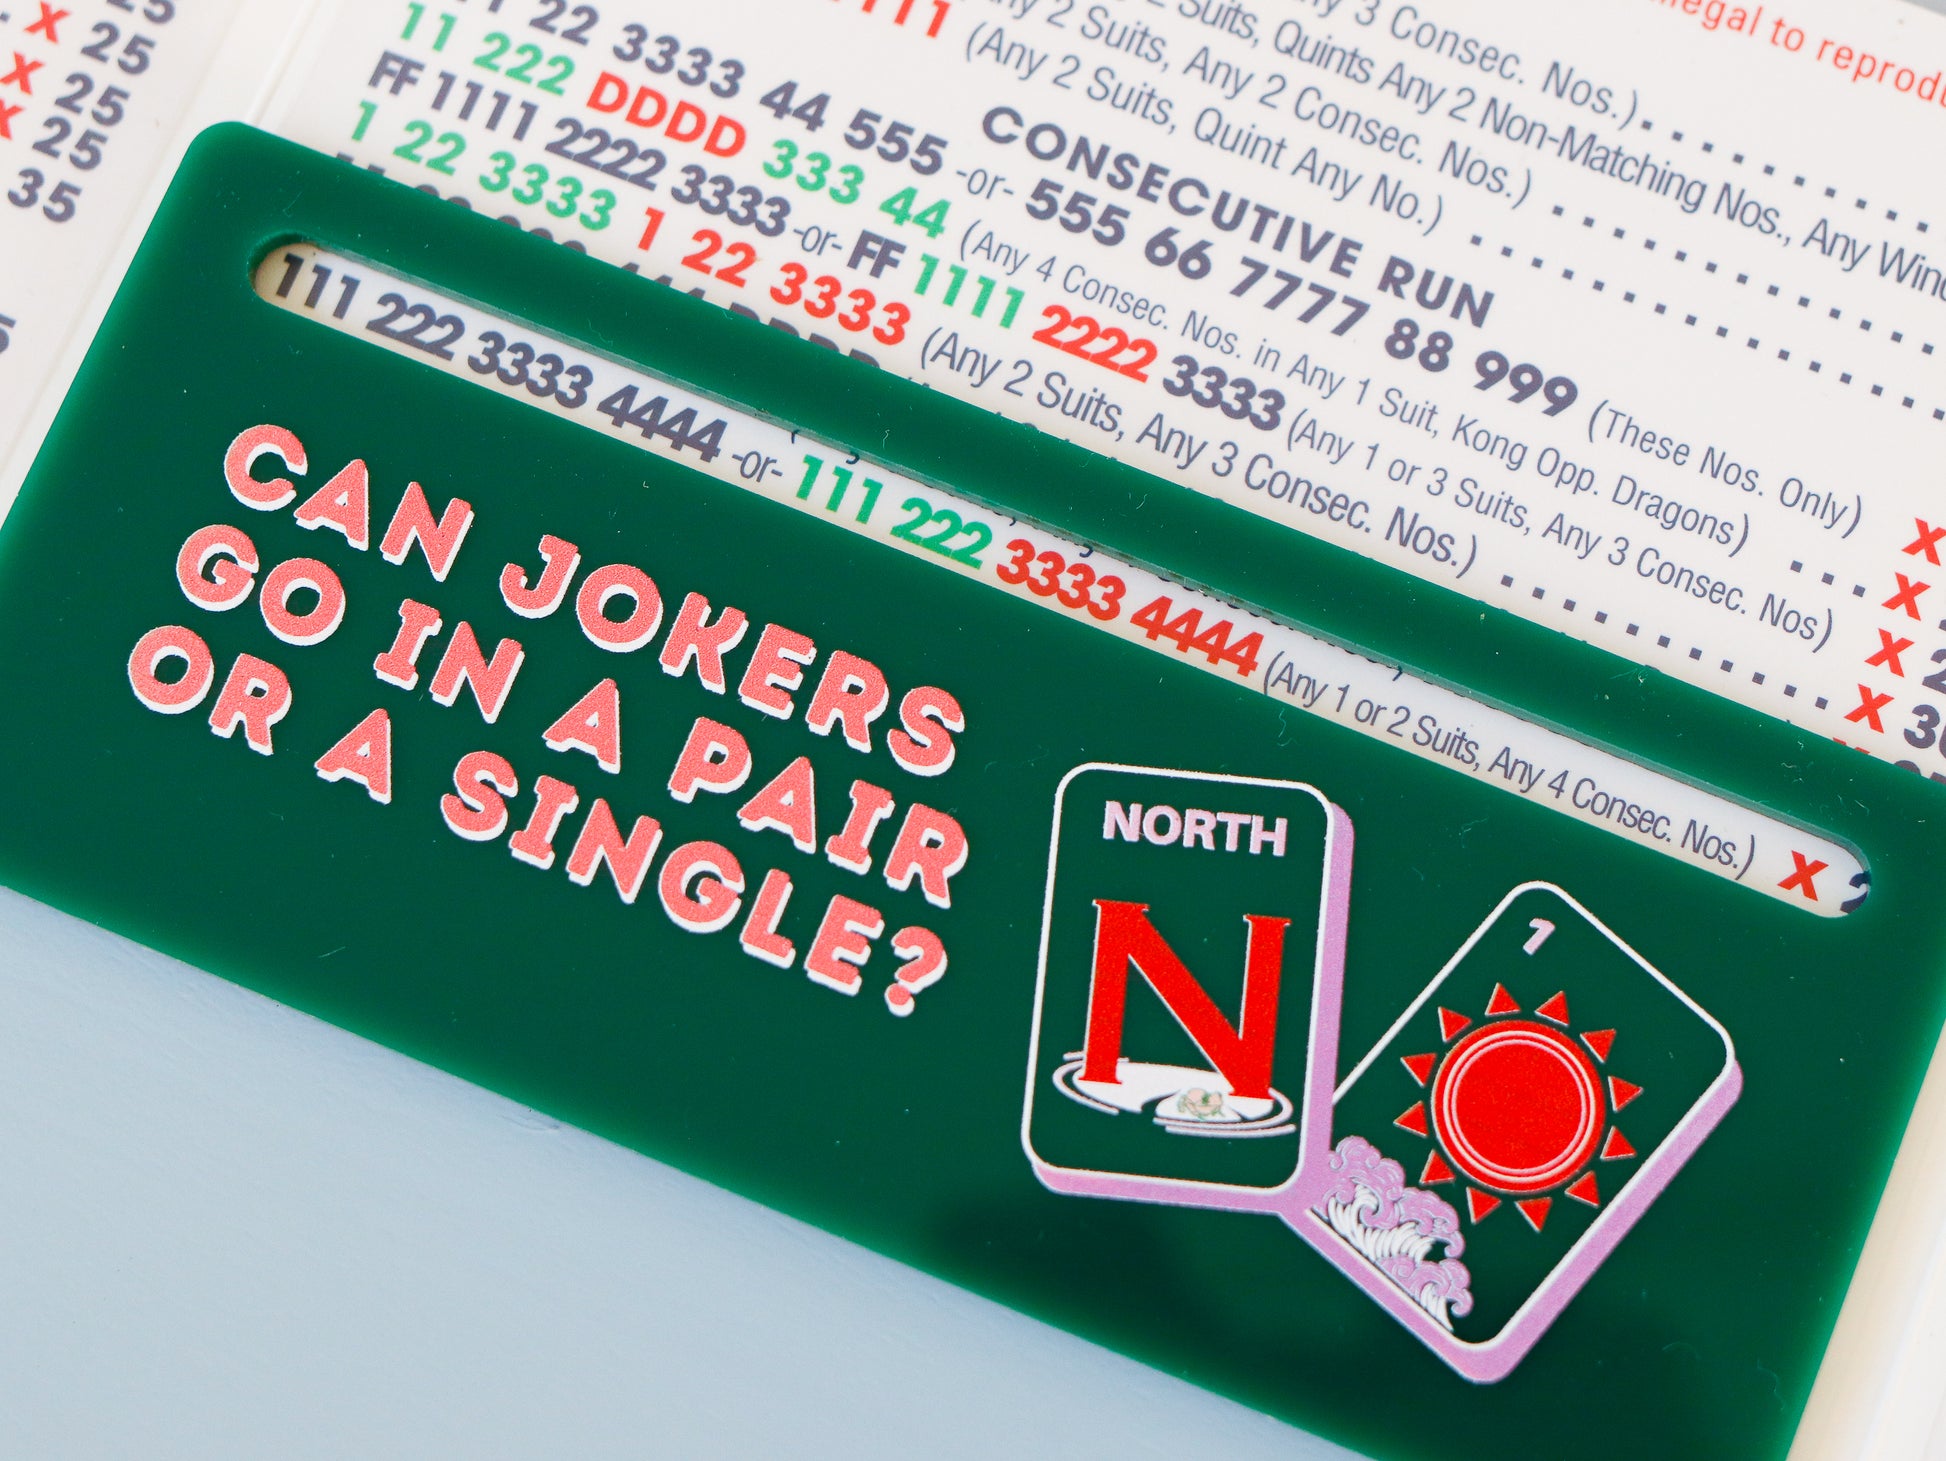 x 25
x 25
x 25
35
illegal to reprodu
Any 3 Consec. Nos.)
2 Suits, Quints Any 2 Non-Matching Nos., Any Wind
Any 2 Suits, Any 2 Consec. Nos.)
(Any 2 Suits, Quint Any No.)
CONSECUTIVE RUN
11 22 3333 44 555 -or- 555 66 7777 88 999 (These Nos. Only) x
11 222 DDDD 333 44 (Any 4 Consec. Nos. in Any 1 Suit, Kong Opp. Dragons) ... x
FF 1111 2222 3333 -or- FF 1111 2222 3333 (Any 1 or 3 Suits, Any 3 Consec. Nos) x
1 22 3333 1 22 3333 (Any 2 Suits, Any 3 Consec. Nos.) x 30
111 222 3333 4444 -or- 111 222 3333 4444 (Any 1 or 2 Suits, Any 4 Consec. Nos.) x
CAN JOKERS
GO IN A PAIR
OR A SINGLE?
NORTH
N
1